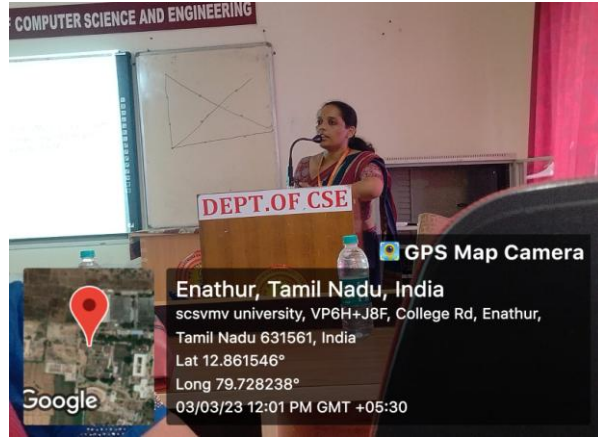 F COMPUTER SCIENCE AND ENGINEERING
DEPT.OF CSE
GPS Map Camera
Enathur, Tamil Nadu, India
scsvmv university, VP6H+J8F, College Rd, Enathur,
Tamil Nadu 631561, India
Lat 12.861546°
Long 79.728238°
03/03/23 12:01 PM GMT +05:30
Google